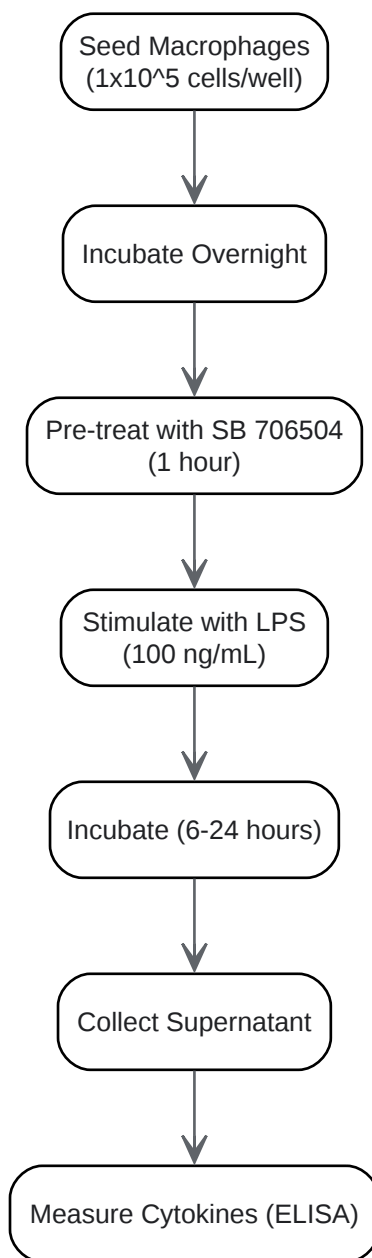 Seed Macrophages
(1x10^5 cells/well)
Incubate Overnight
Pre-treat with SB 706504
(1 hour)
Stimulate with LPS
(100 ng/mL)
Incubate (6-24 hours)
Collect Supernatant
Measure Cytokines (ELISA)